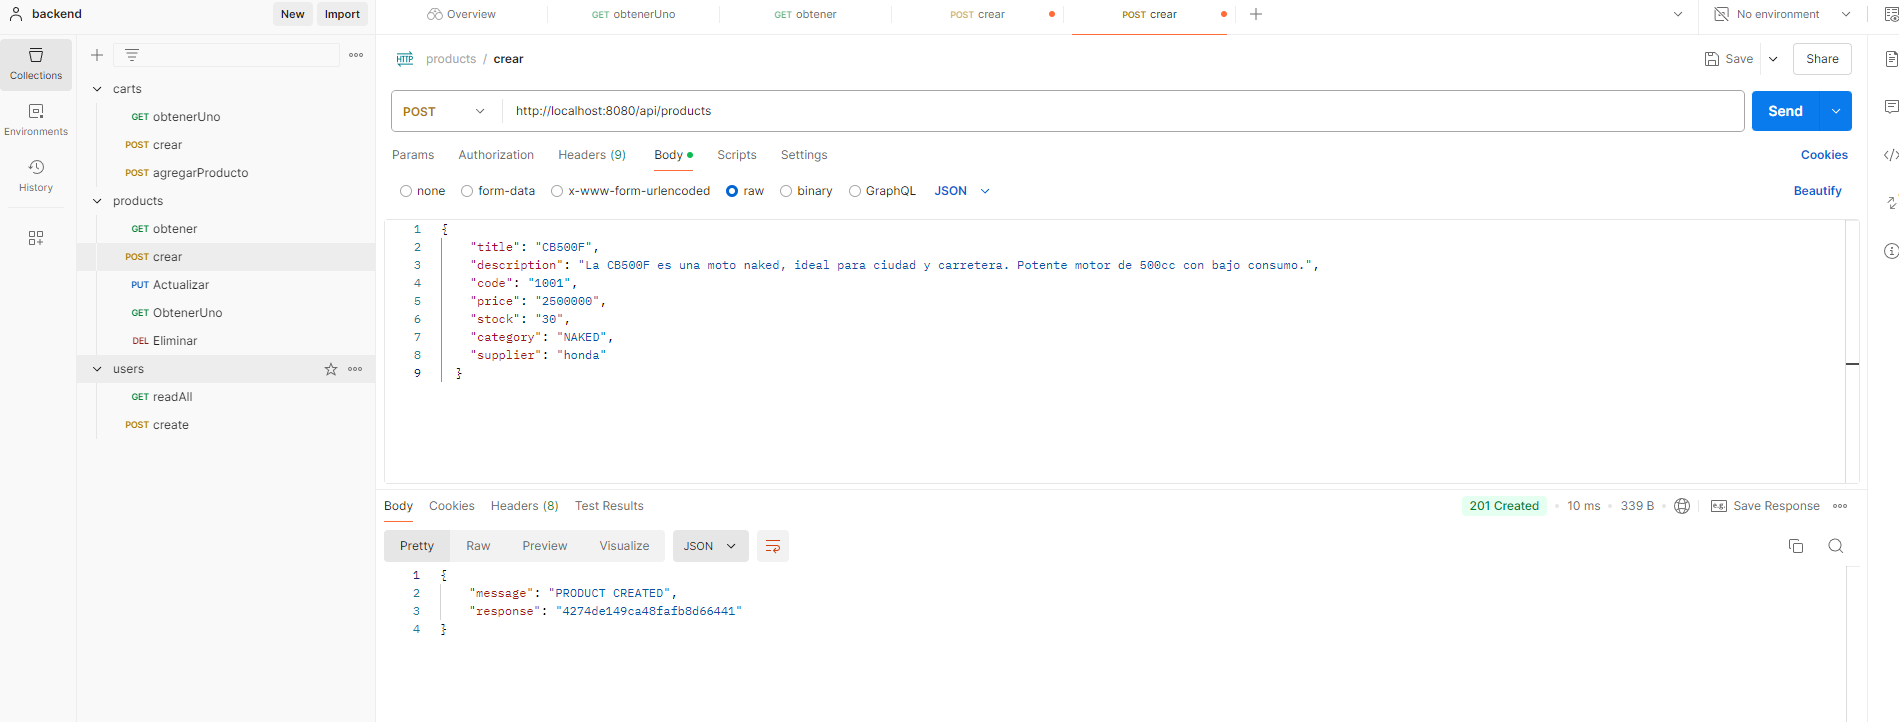 backend
New
Import
Overview
GET obtenerUno
GET obtener
POST crear
POST crear
No environment
Collections
Environments
History
carts
GET obtenerUno
POST crear
POST agregarProducto
products
GET obtener
POST crear
PUT Actualizar
GET ObtenerUno
DEL Eliminar
users
GET readAll
POST create
HTTP products / crear
Save
Share
POST
http://localhost:8080/api/products
Send
Params Authorization Headers (9) Body Scripts Settings
Cookies
none form-data x-www-form-urlencoded raw binary GraphQL JSON
Beautify
1 {
2 "title": "CB500F",
3 "description": "La CB500F es una moto naked, ideal para ciudad y carretera. Potente motor de 500cc con bajo consumo.",
4 "code": "1001",
5 "price": "2500000",
6 "stock": "30",
7 "category": "NAKED",
8 "supplier": "honda"
9 }
Body Cookies Headers (8) Test Results
201 Created 10 ms 339 B e.g. Save Response
Pretty Raw Preview Visualize JSON
1 {
2 "message": "PRODUCT CREATED",
3 "response": "4274de149ca48fafb8d66441"
4 }